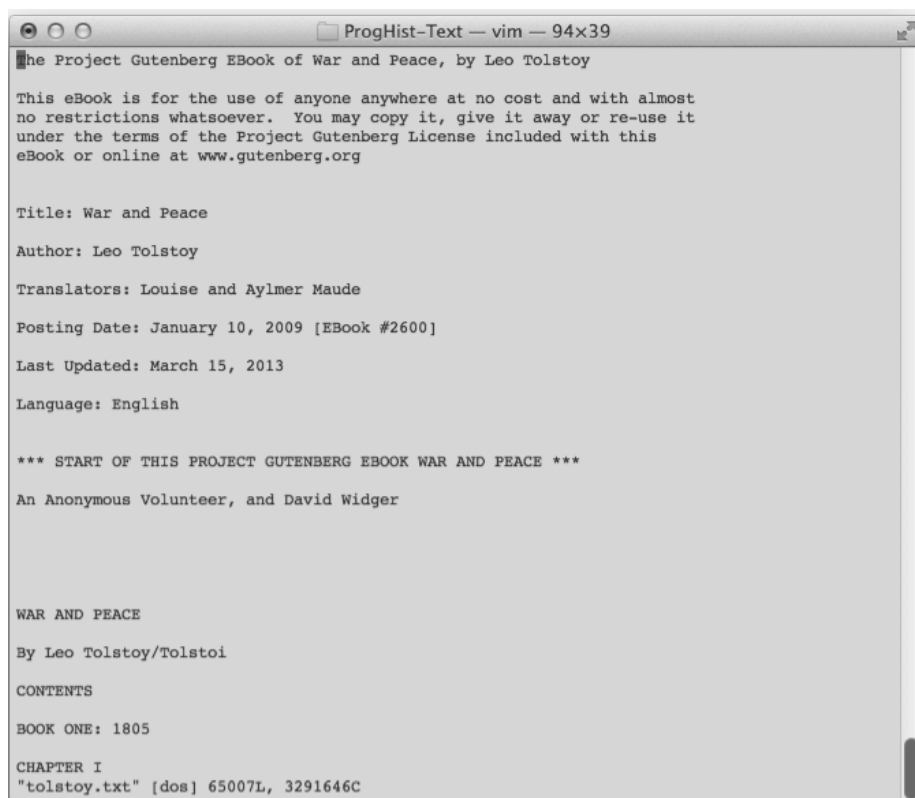 ProgHist-Text — vim — 94×39
The Project Gutenberg EBook of War and Peace, by Leo Tolstoy
This eBook is for the use of anyone anywhere at no cost and with almost
no restrictions whatsoever.  You may copy it, give it away or re-use it
under the terms of the Project Gutenberg License included with this
eBook or online at www.gutenberg.org
Title: War and Peace
Author: Leo Tolstoy
Translators: Louise and Aylmer Maude
Posting Date: January 10, 2009 [EBook #2600]
Last Updated: March 15, 2013
Language: English
*** START OF THIS PROJECT GUTENBERG EBOOK WAR AND PEACE ***
An Anonymous Volunteer, and David Widger
WAR AND PEACE
By Leo Tolstoy/Tolstoi
CONTENTS
BOOK ONE: 1805
CHAPTER I
"tolstoy.txt" [dos] 65007L, 3291646C